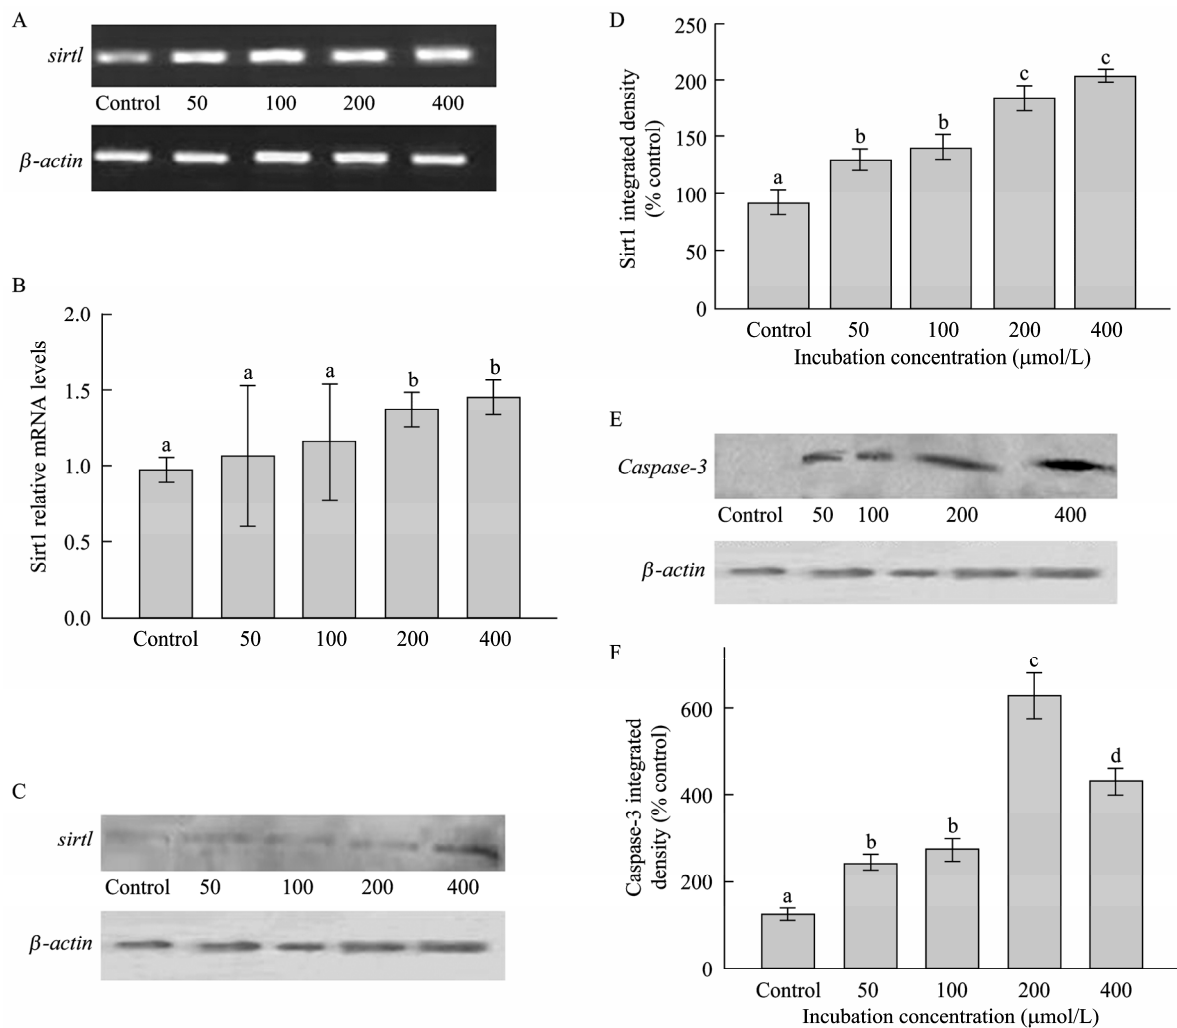 A
sirtl
Control 50 100 200 400
β-actin
B
2.0
1.5
1.0
0.5
0.0
Sirt1 relative mRNA levels
a a a b b
Control 50 100 200 400
C
sirtl
Control 50 100 200 400
β-actin
D
250
200
150
100
50
0
Sirt1 integrated density
(% control)
a b b c c
Control 50 100 200 400
Incubation concentration (μmol/L)
E
Caspase-3
Control 50 100 200 400
β-actin
F
600
400
200
0
Caspase-3 integrated
density (% control)
a b b c d
Control 50 100 200 400
Incubation concentration (μmol/L)